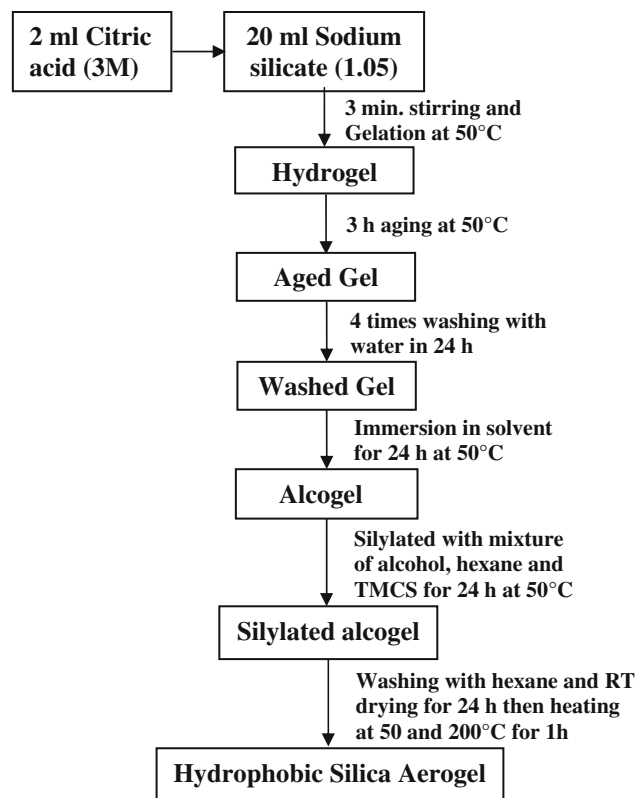 2 ml Citric
acid (3M)
20 ml Sodium
silicate (1.05)
3 min. stirring and
Gelation at 50°C
Hydrogel
3 h aging at 50°C
Aged Gel
4 times washing with
water in 24 h
Washed Gel
Immersion in solvent
for 24 h at 50°C
Alcogel
Silylated with mixture
of alcohol, hexane and
TMCS for 24 h at 50°C
Silylated alcogel
Washing with hexane and RT
drying for 24 h then heating
at 50 and 200°C for 1h
Hydrophobic Silica Aerogel